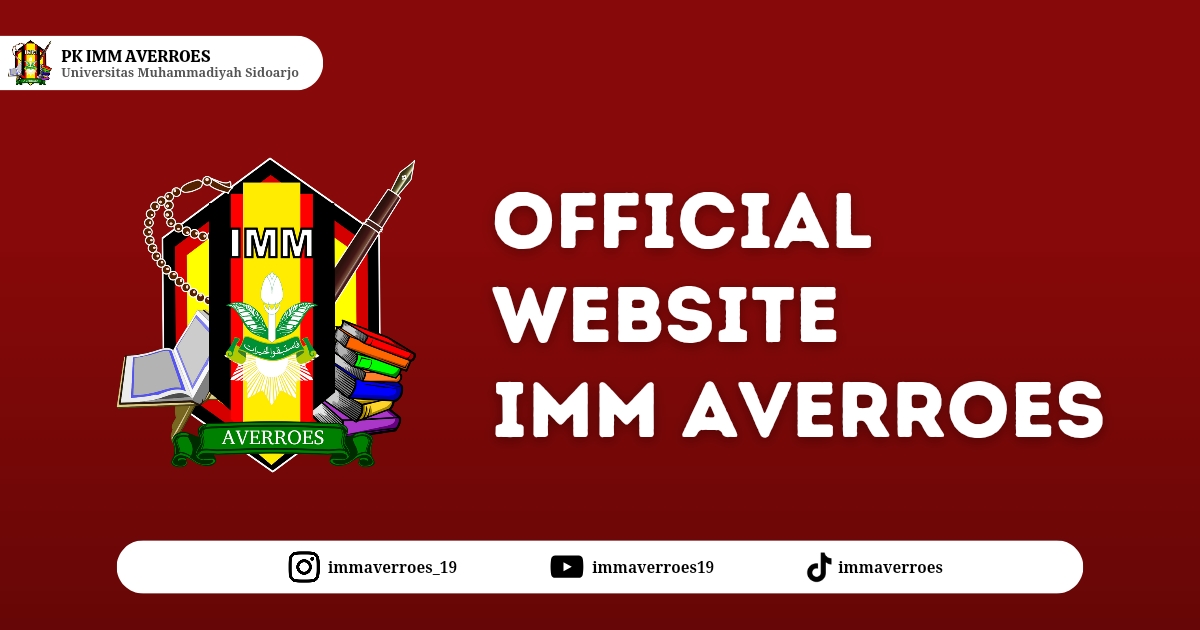 PK IMM AVERROES
Universitas Muhammadiyah Sidoarjo
IMM
فاستبقوا الخيرات
AVERROES
OFFICIAL
WEBSITE
IMM AVERROES
immaverroes_19
immaverroes19
immaverroes